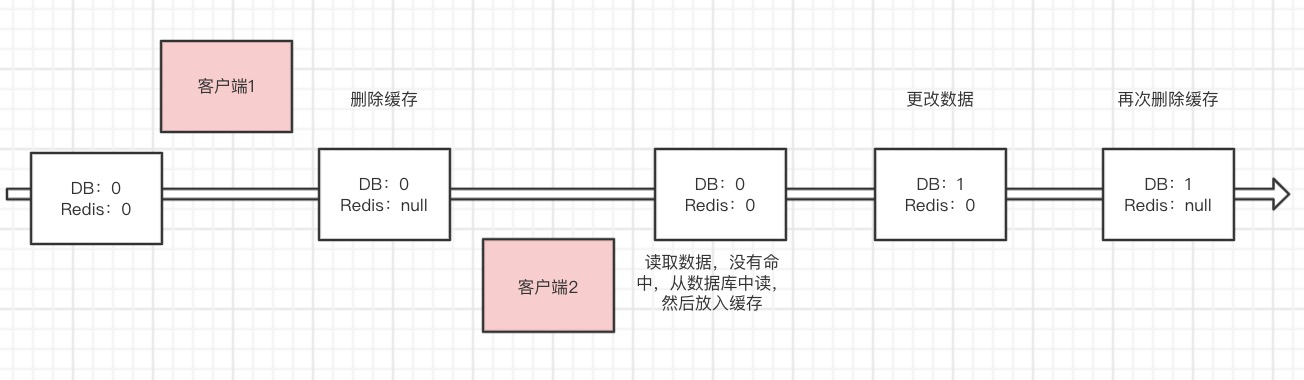 客户端1
删除缓存
更改数据
再次删除缓存
DB：0
Redis：0
DB：0
Redis：null
DB：0
Redis：0
DB：1
Redis：0
DB：1
Redis：null
客户端2
读取数据，没有命
中，从数据库中读，
然后放入缓存